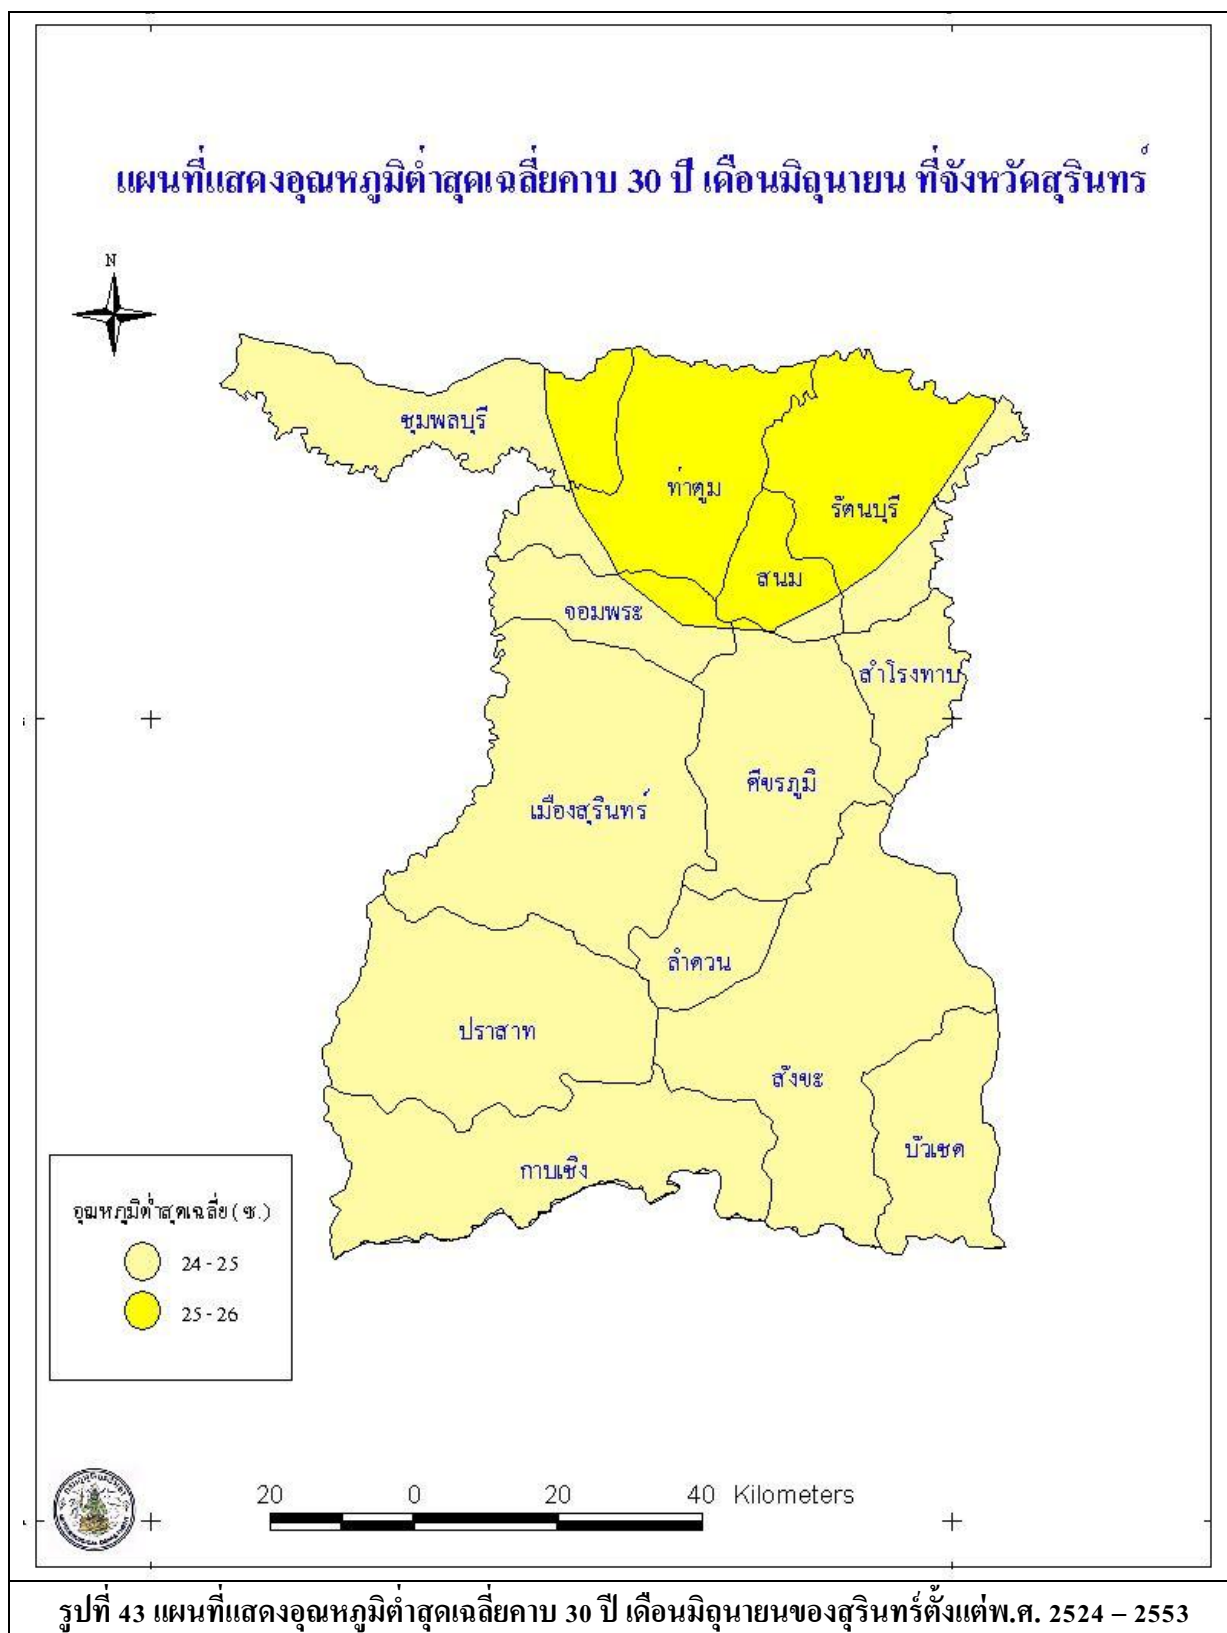 แผนที่แสดงอุณหภูมิต่ำสุดเฉลี่ยคาบ 30 ปี เดือนมิถุนายน ที่จังหวัดสุรินทร์
N
ชุมพลบุรี
ท่าตูม
รัตนบุรี
สนม
จอมพระ
สำโรงทาบ
ศีขรภูมิ
เมืองสุรินทร์
ลำดวน
ปราสาท
สังขะ
บัวเชด
กาบเชิง
อุณหภูมิต่ำสุดเฉลี่ย ( ซ.)
24 - 25
25 - 26
20 0 20 40 Kilometers
รูปที่ 43 แผนที่แสดงอุณหภูมิต่ำสุดเฉลี่ยคาบ 30 ปี เดือนมิถุนายนของสุรินทร์ตั้งแต่พ.ศ. 2524 – 2553